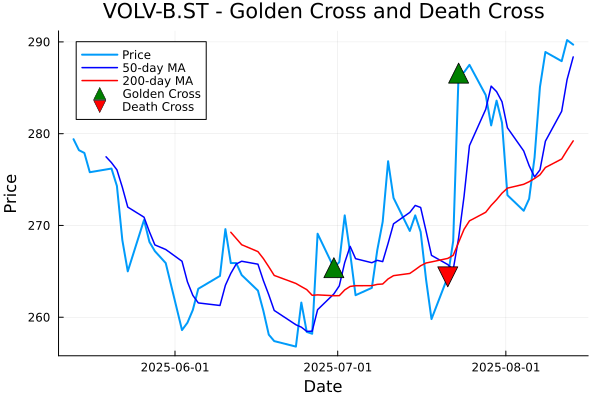 VOLV-B.ST - Golden Cross and Death Cross
Price
50-day MA
200-day MA
Golden Cross
Death Cross
290
280
270
260
Price
2025-06-01
2025-07-01
2025-08-01
Date